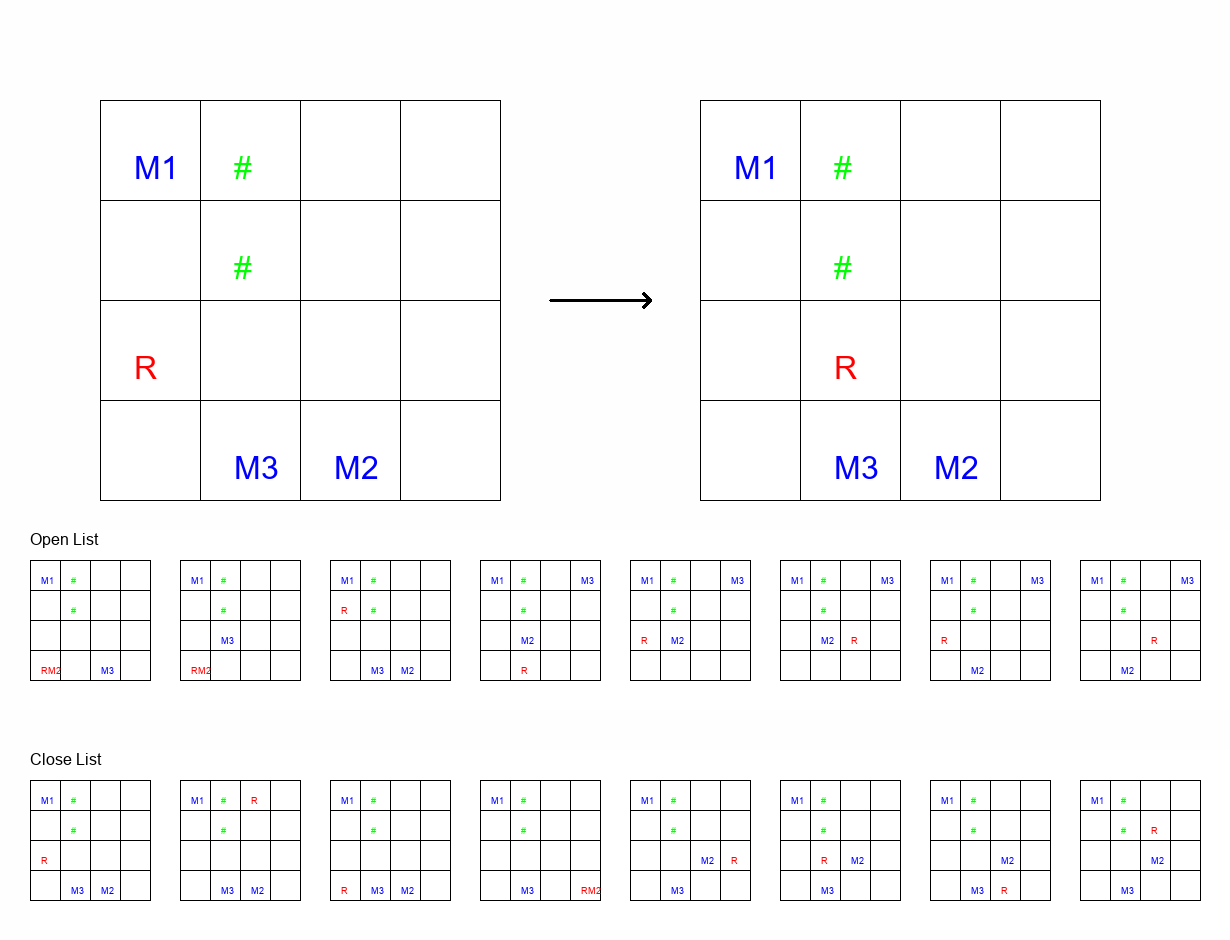 M1 # M1 #
# #
R R
M3 M2 M3 M2
Open List
M1 # M1 # M1 # M1 # M3 M1 # M3 M1 # M3 M1 # M3 M1 # M3
# # R # # # # # #
M3 M2 R M2 M2 R R R
RM2 M3 RM2 M3 M2 R M2 M2
Close List
M1 # M1 # R M1 # M1 # M1 # M1 # M1 # M1 #
# # # # # # # # R
R M2 R R M2 M2 M2
M3 M2 M3 M2 R M3 M2 M3 RM2 M3 M3 M3 R M3